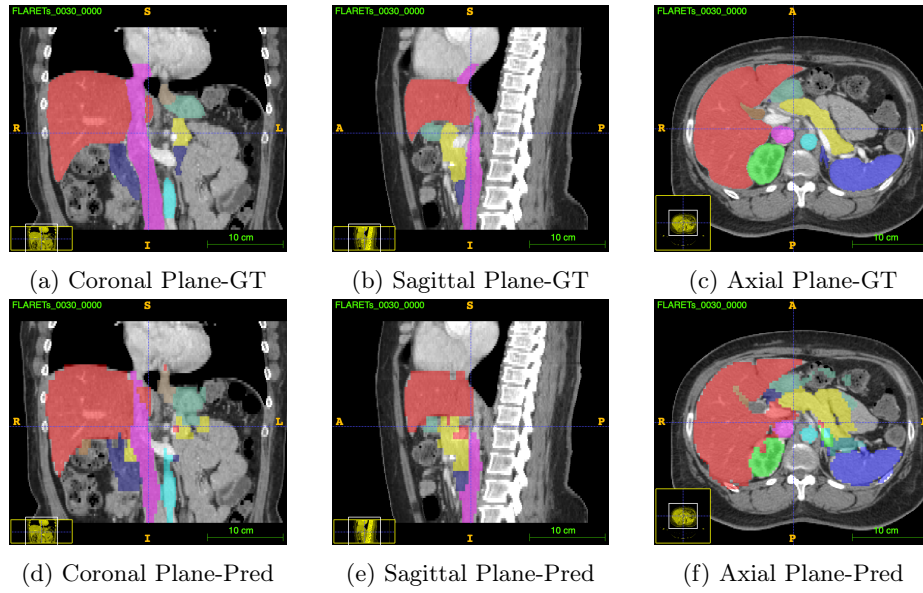 FLARETs_0030_0000 S FLARETs_0030_0000 S FLARETs_0030_0000 A
R L A P R L
I 10 cm I 10 cm P 10 cm
(a) Coronal Plane-GT (b) Sagittal Plane-GT (c) Axial Plane-GT
FLARETs_0030_0000 S FLARETs_0030_0000 S FLARETs_0030_0000 A
R L A P R L
I 10 cm I 10 cm P 10 cm
(d) Coronal Plane-Pred (e) Sagittal Plane-Pred (f) Axial Plane-Pred